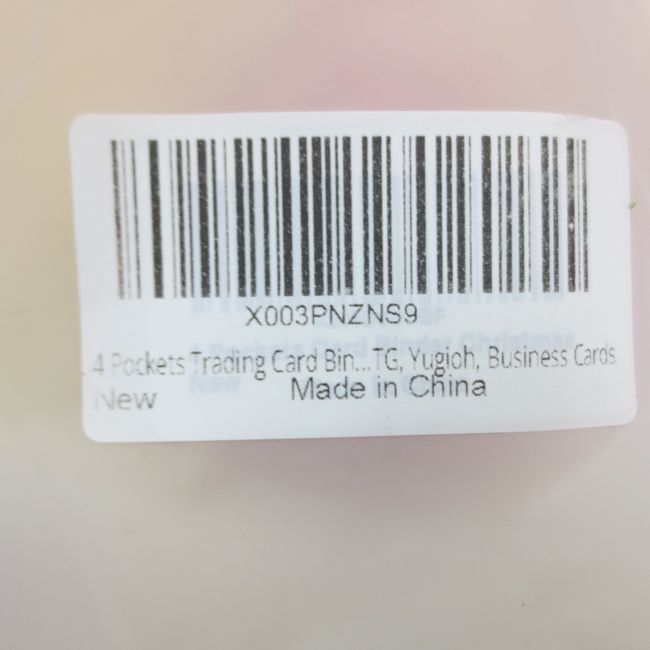 X003PNZNS9
4 Pockets Trading Card Bin... TG, Yugioh, Business Cards
New
Made in China